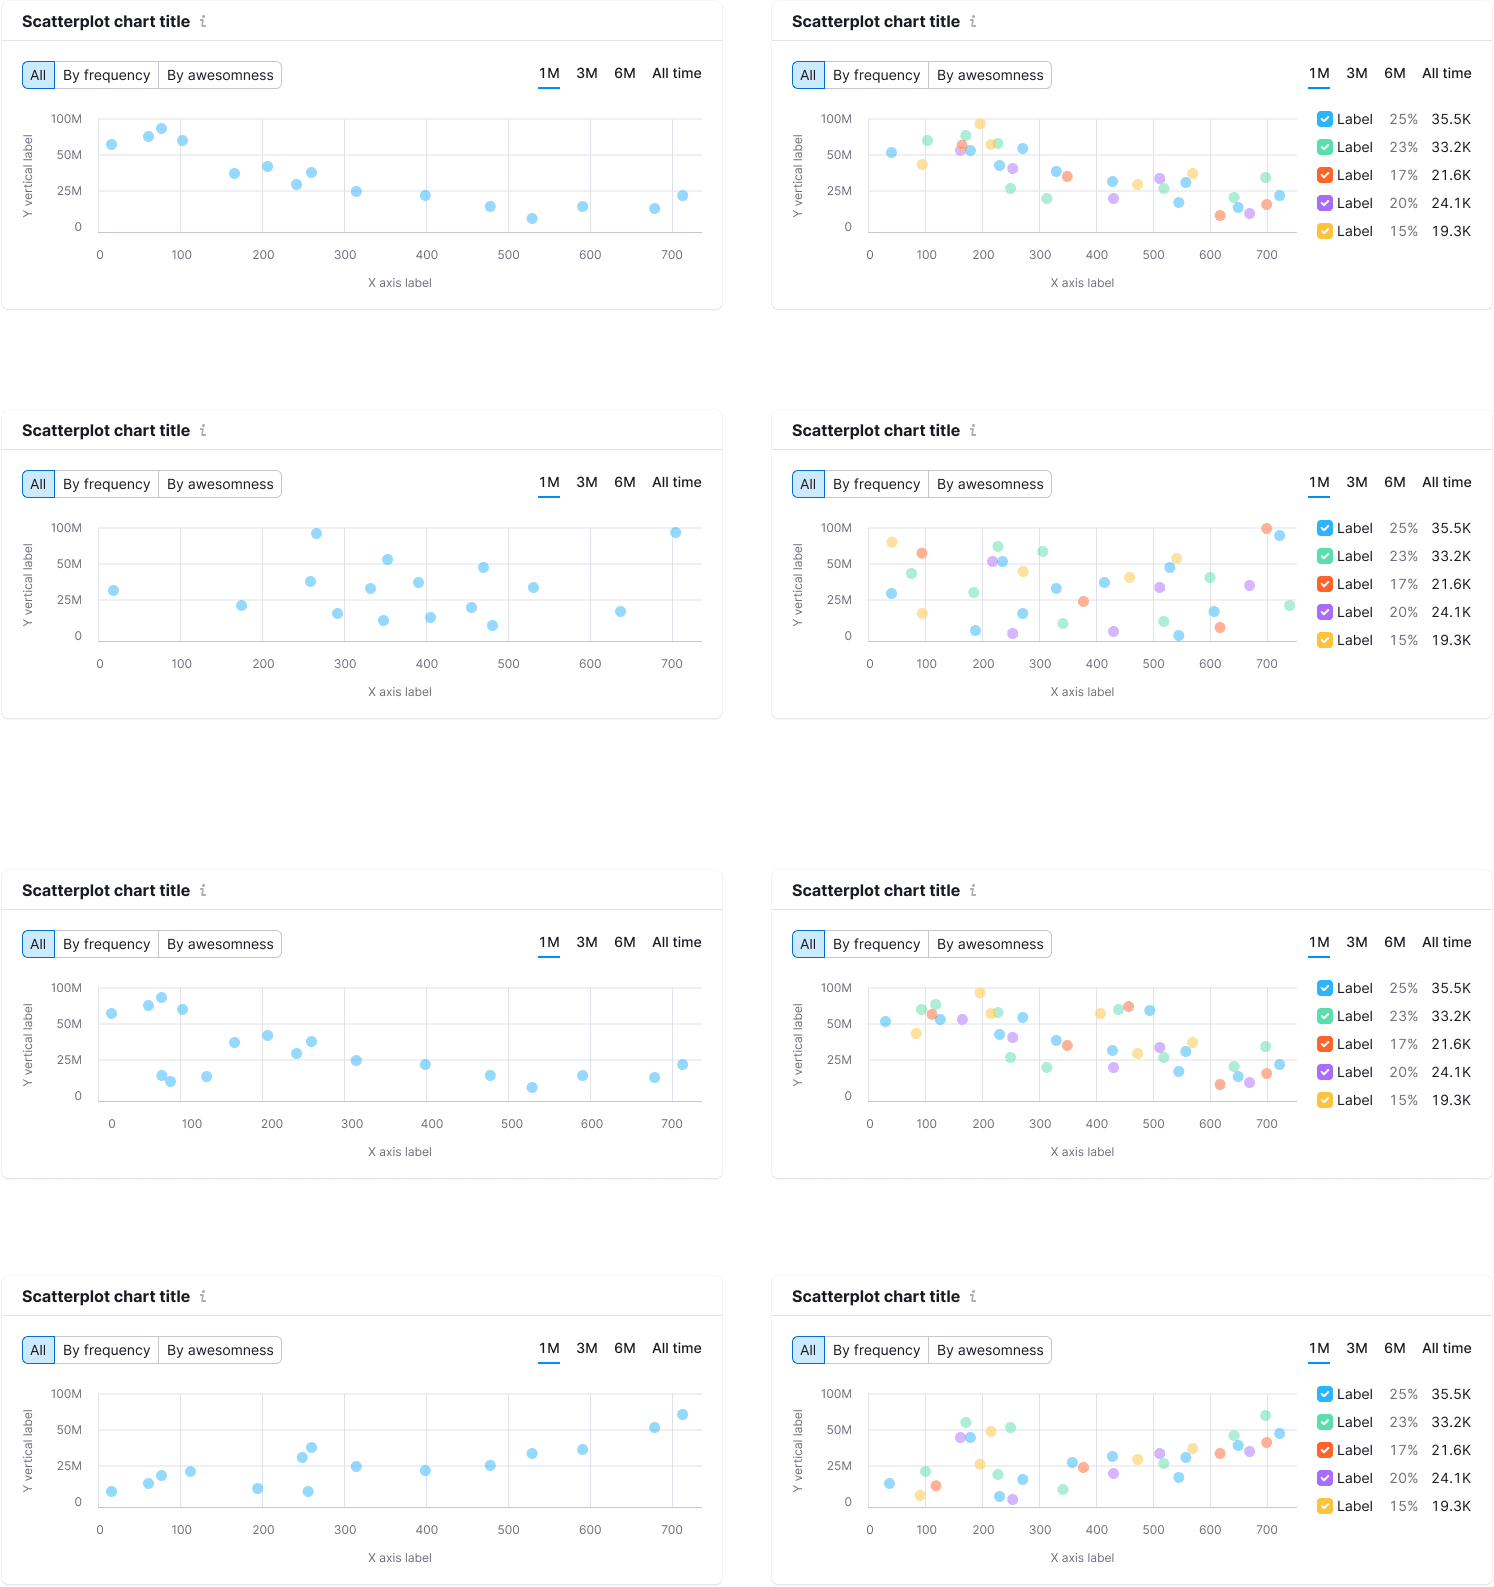 Scatterplot chart title i
All By frequency By awesomness 1M 3M 6M All time
Y vertical label
100M
50M
25M
0
0 100 200 300 400 500 600 700
X axis label
Scatterplot chart title i
All By frequency By awesomness 1M 3M 6M All time
Y vertical label
100M
50M
25M
0
0 100 200 300 400 500 600 700
X axis label
Label 25% 35.5K
Label 23% 33.2K
Label 17% 21.6K
Label 20% 24.1K
Label 15% 19.3K
Scatterplot chart title i
All By frequency By awesomness 1M 3M 6M All time
Y vertical label
100M
50M
25M
0
0 100 200 300 400 500 600 700
X axis label
Scatterplot chart title i
All By frequency By awesomness 1M 3M 6M All time
Y vertical label
100M
50M
25M
0
0 100 200 300 400 500 600 700
X axis label
Label 25% 35.5K
Label 23% 33.2K
Label 17% 21.6K
Label 20% 24.1K
Label 15% 19.3K
Scatterplot chart title i
All By frequency By awesomness 1M 3M 6M All time
Y vertical label
100M
50M
25M
0
0 100 200 300 400 500 600 700
X axis label
Scatterplot chart title i
All By frequency By awesomness 1M 3M 6M All time
Y vertical label
100M
50M
25M
0
0 100 200 300 400 500 600 700
X axis label
Label 25% 35.5K
Label 23% 33.2K
Label 17% 21.6K
Label 20% 24.1K
Label 15% 19.3K
Scatterplot chart title i
All By frequency By awesomness 1M 3M 6M All time
Y vertical label
100M
50M
25M
0
0 100 200 300 400 500 600 700
X axis label
Scatterplot chart title i
All By frequency By awesomness 1M 3M 6M All time
Y vertical label
100M
50M
25M
0
0 100 200 300 400 500 600 700
X axis label
Label 25% 35.5K
Label 23% 33.2K
Label 17% 21.6K
Label 20% 24.1K
Label 15% 19.3K